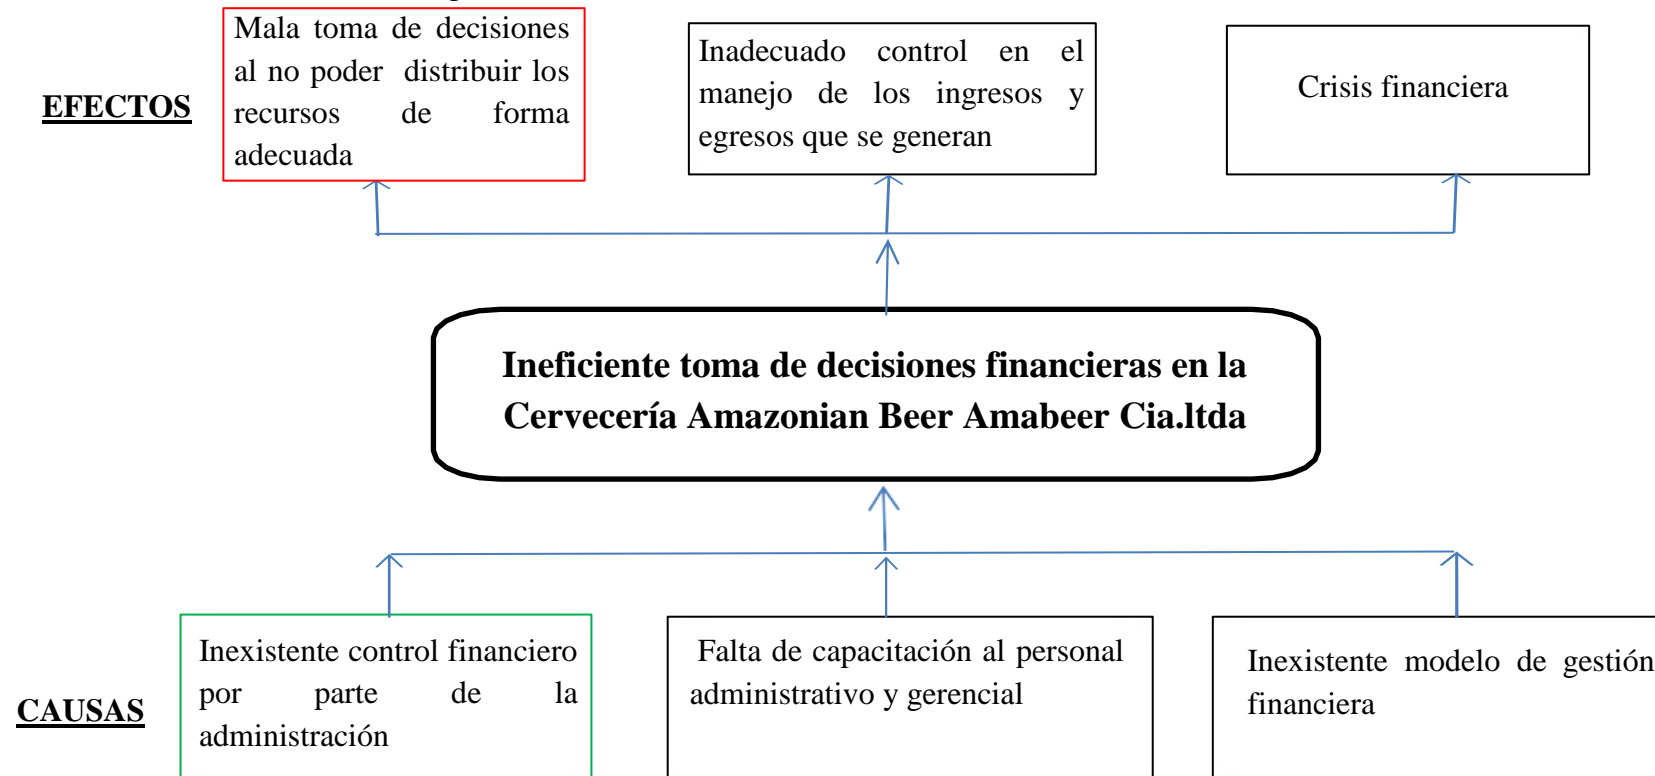 EFECTOS
Mala toma de decisiones
al no poder distribuir los
recursos de forma
adecuada
Inadecuado control en el
manejo de los ingresos y
egresos que se generan
Crisis financiera
Ineficiente toma de decisiones financieras en la
Cervecería Amazonian Beer Amabeer Cia.ltda
CAUSAS
Inexistente control financiero
por parte de la
administración
Falta de capacitación al personal
administrativo y gerencial
Inexistente modelo de gestión
financiera